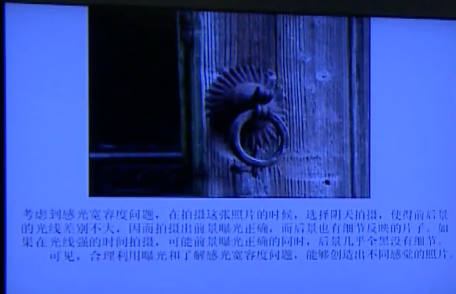 考虑到感光宽容度问题，在拍摄这张照片的时候，选择阴天拍摄，使得前后景
的光线差别不大，因而拍摄出前景曝光正确，而后景也有细节反映的片子。如
果在光线强的时间拍摄，可能前景曝光正确的同时，后景几乎全黑没有细节。
可见，合理利用曝光和了解感光宽容度问题，能够创造出不同感觉的照片。